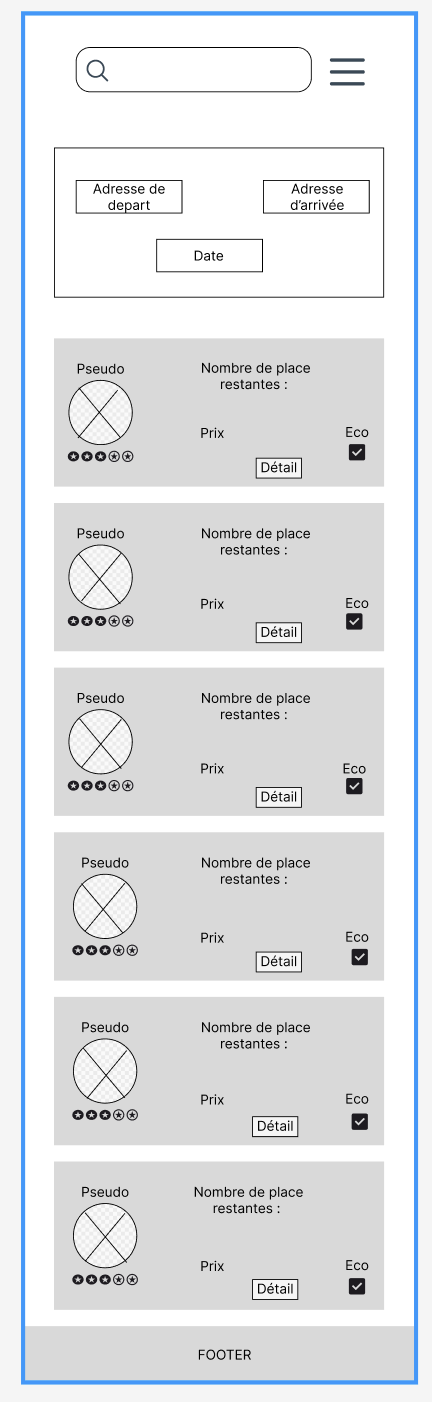 Adresse de
depart
Adresse
d’arrivée
Date
Pseudo
Nombre de place
restantes :
Prix
Eco
Détail
Pseudo
Nombre de place
restantes :
Prix
Eco
Détail
Pseudo
Nombre de place
restantes :
Prix
Eco
Détail
Pseudo
Nombre de place
restantes :
Prix
Eco
Détail
Pseudo
Nombre de place
restantes :
Prix
Eco
Détail
Pseudo
Nombre de place
restantes :
Prix
Eco
Détail
FOOTER